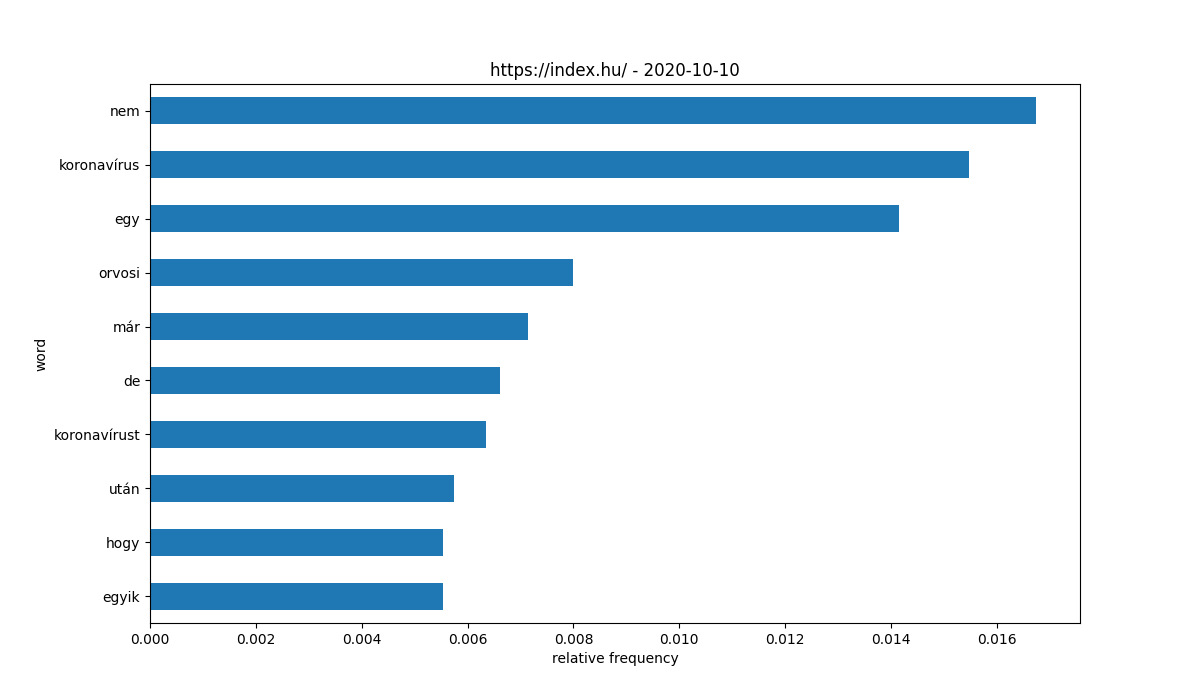 https://index.hu/ - 2020-10-10
nem
koronavírus
egy
orvosi
már
de
koronavírust
után
hogy
egyik
word
0.000 0.002 0.004 0.006 0.008 0.010 0.012 0.014 0.016
relative frequency